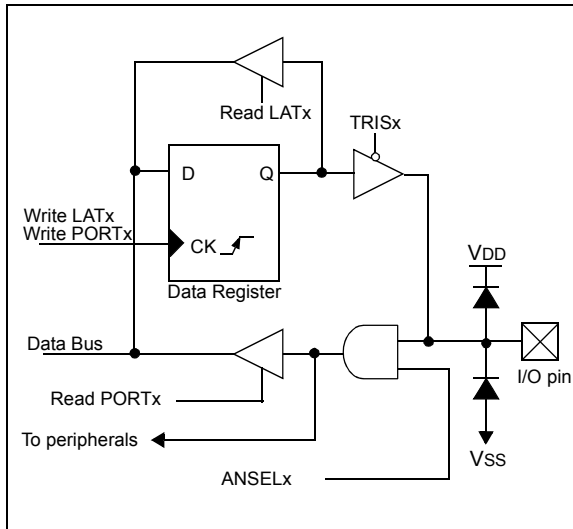 Read LATx
TRISx
D
Q
Write LATx
Write PORTx
CK
Data Register
VDD
Data Bus
I/O pin
Read PORTx
To peripherals
VSS
ANSELx